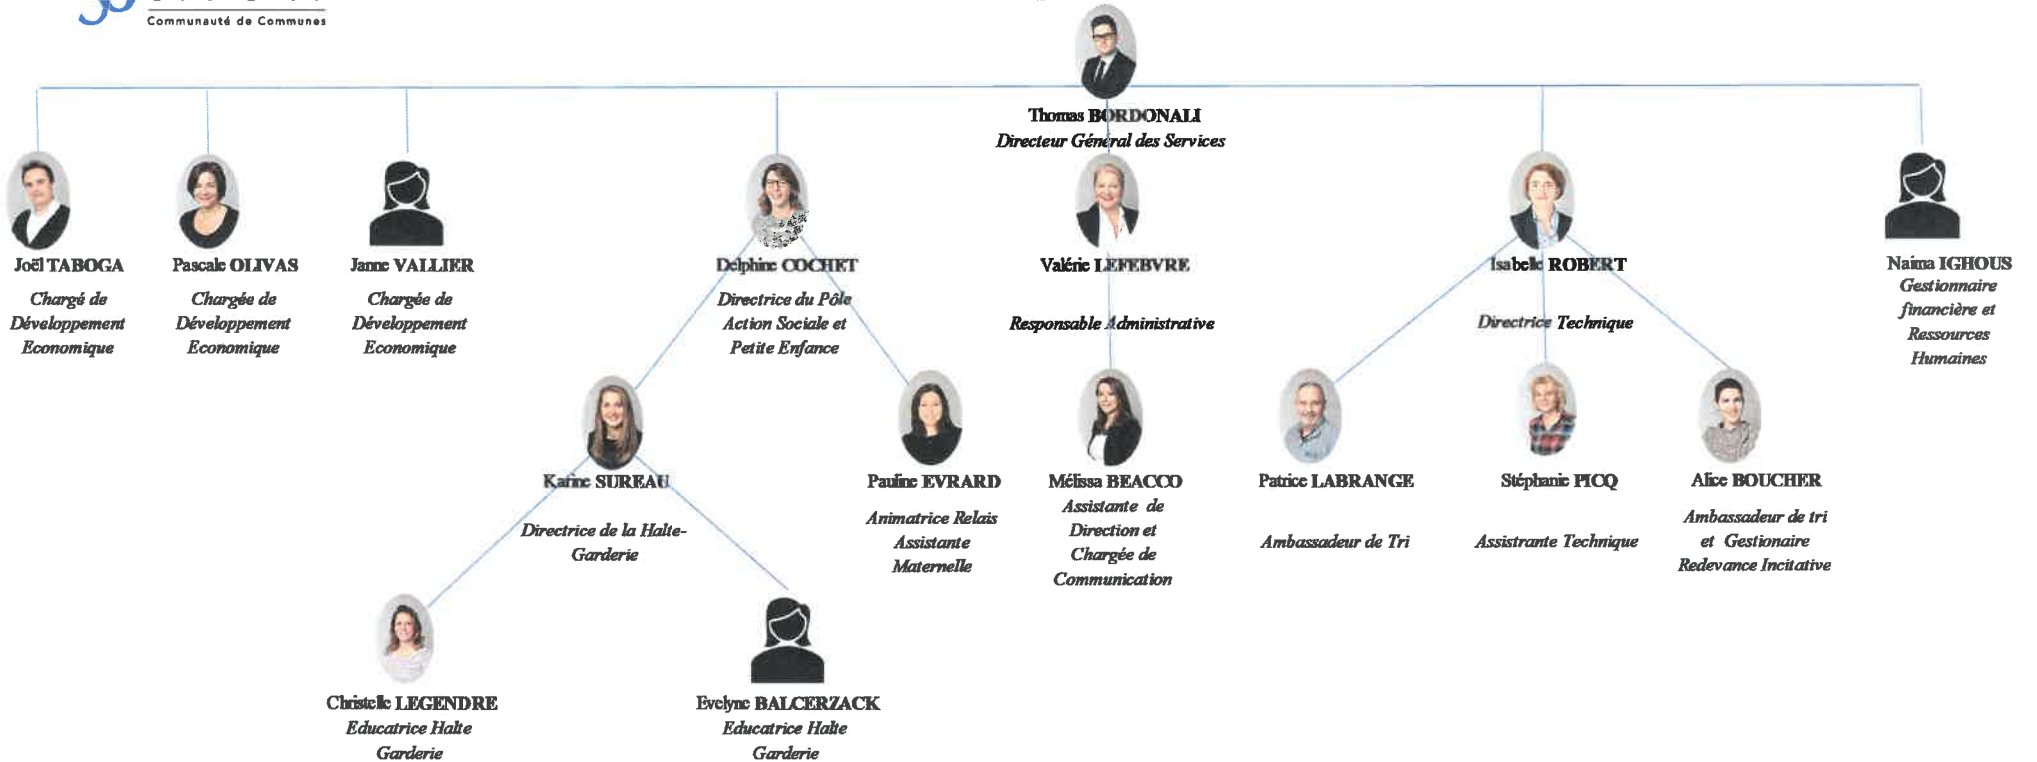 Communauté de Communes
Thomas BORDONALI
Directeur Général des Services
Joël TABOGA
Chargé de
Développement
Economique
Pascale OLIVAS
Chargée de
Développement
Economique
Janne VALLIER
Chargée de
Développement
Economique
Delphine COCHET
Directrice du Pôle
Action Sociale et
Petite Enfance
Valérie LEFEBVRE
Responsable Administrative
Isabelle ROBERT
Directrice Technique
Naima IGHOUS
Gestionnaire
financière et
Ressources
Humaines
Karine SUREAU
Directrice de la Halte-
Garderie
Pauline EVRARD
Animatrice Relais
Assistante
Maternelle
Mélissa BEACCO
Assistante de
Direction et
Chargée de
Communication
Patrice LABRANGE
Ambassadeur de Tri
Stéphanie PICQ
Assistrante Technique
Alice BOUCHER
Ambassadeur de tri
et Gestionaire
Redevance Incitative
Christelle LEGENDRE
Educatrice Halte
Garderie
Evelyne BALCERZACK
Educatrice Halte
Garderie